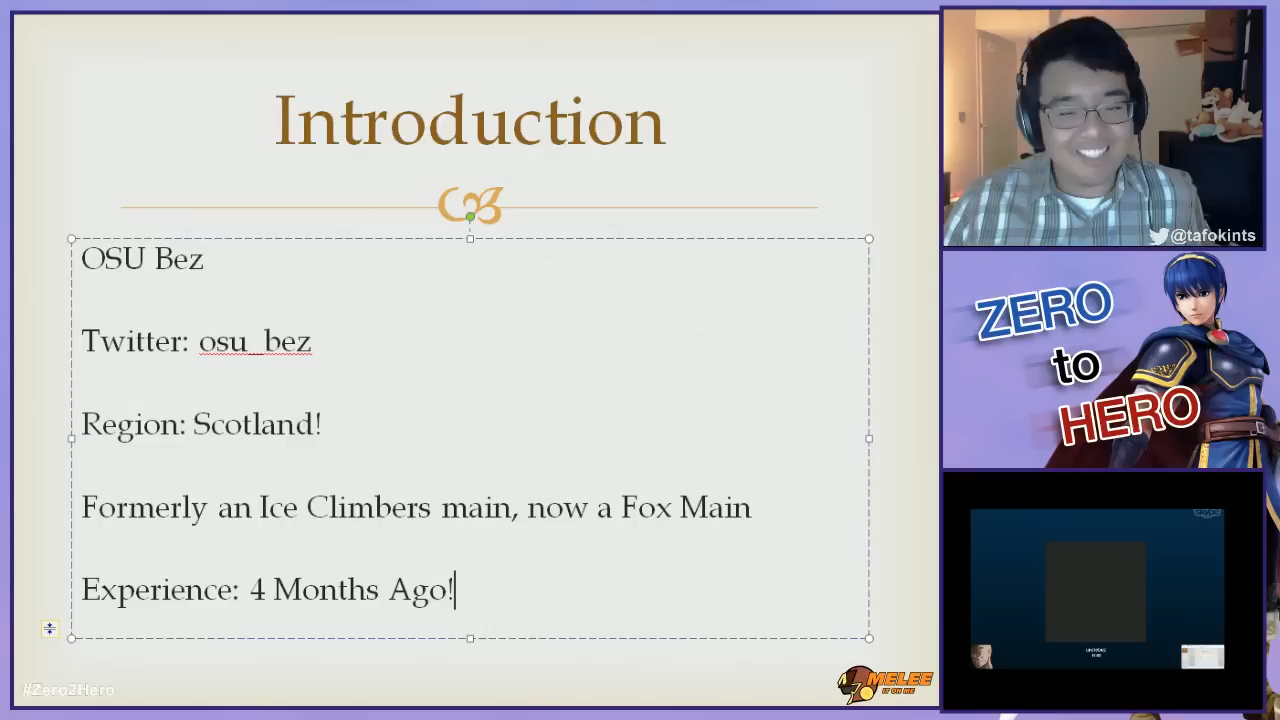 Introduction
OSU Bez
Twitter: osu_bez
Region: Scotland!
Formerly an Ice Climbers main, now a Fox Main
Experience: 4 Months Ago!
#Zero2Hero
MELEE
IT ON ME
@tafokints
ZERO
to
HERO
skype